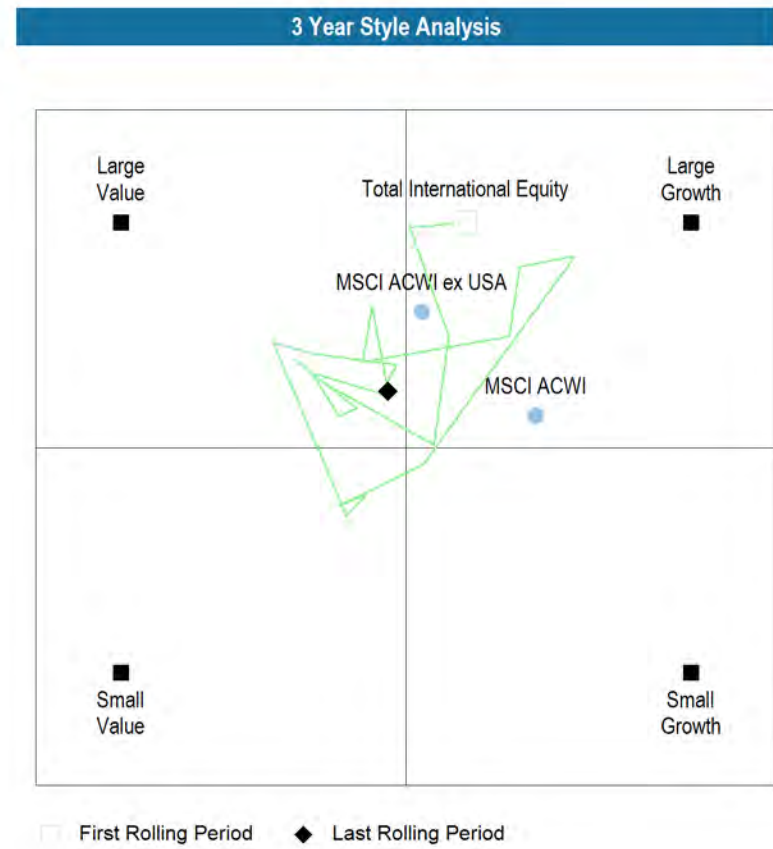 3 Year Style Analysis
Large
Value
Large
Growth
Total International Equity
MSCI ACWI ex USA
MSCI ACWI
Small
Value
Small
Growth
First Rolling Period
Last Rolling Period